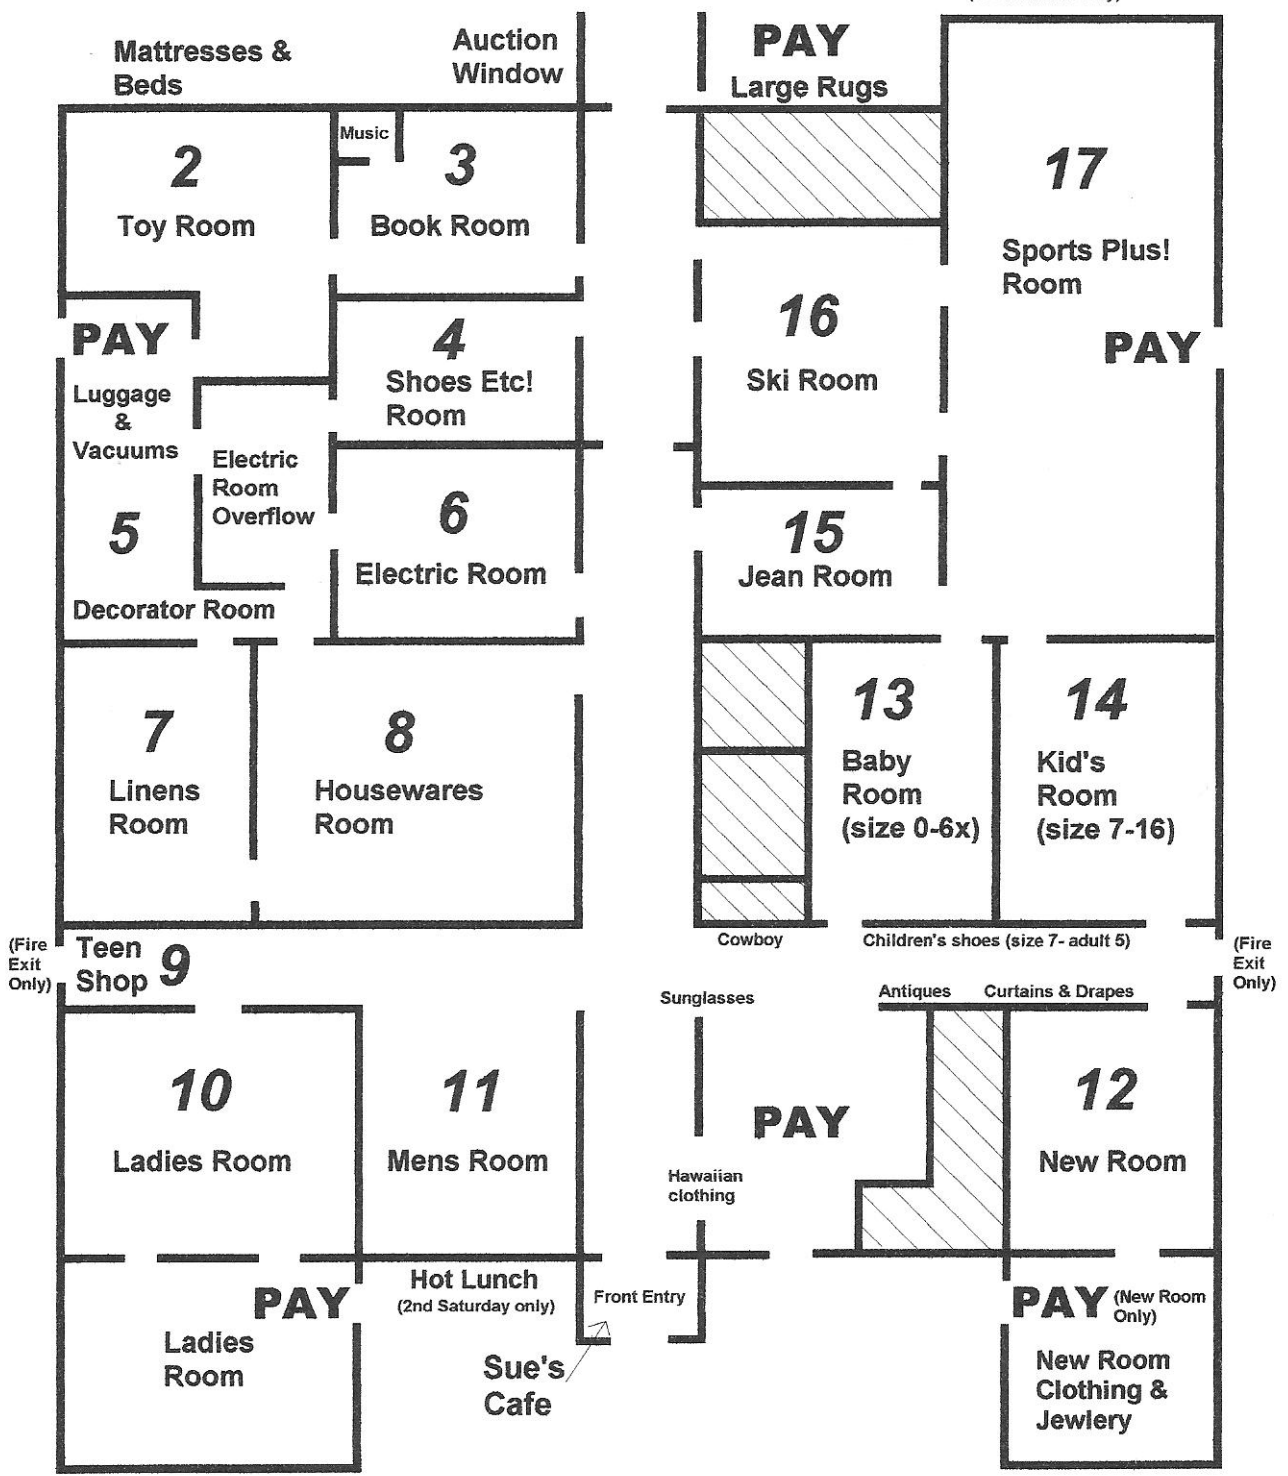 Mattresses &
Beds
Auction
Window
PAY
Large Rugs
2
Toy Room
Music
3
Book Room
17
Sports Plus!
Room
PAY
PAY
Luggage
&
Vacuums
4
Shoes Etc!
Room
16
Ski Room
Electric
Room
Overflow
5
Decorator Room
6
Electric Room
15
Jean Room
7
Linens
Room
8
Housewares
Room
13
Baby
Room
(size 0-6x)
14
Kid's
Room
(size 7-16)
(Fire
Exit
Only)
Teen
Shop 9
Cowboy
Children's shoes (size 7- adult 5)
(Fire
Exit
Only)
Sunglasses
Antiques
Curtains & Drapes
10
Ladies Room
11
Mens Room
PAY
12
New Room
Hawaiian
clothing
PAY
Ladies
Room
Hot Lunch
(2nd Saturday only)
Front Entry
Sue's
Cafe
PAY (New Room
Only)
New Room
Clothing &
Jewlery